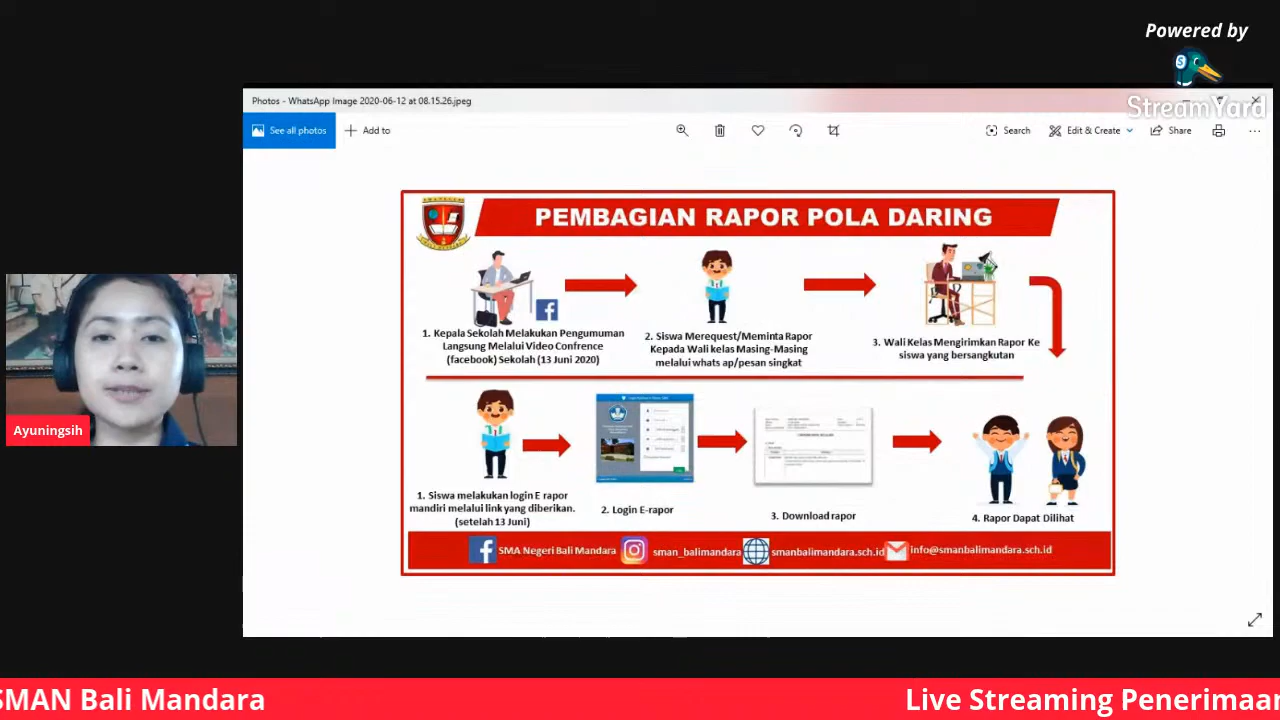 Powered by
StreamYard
Photos - WhatsApp Image 2020-06-12 at 08.15.26.jpeg
See all photos
Add to
Search
Edit & Create
Share
PEMBAGIAN RAPOR POLA DARING
1. Kepala Sekolah Melakukan Pengumuman
Langsung Melalui Video Confrence
(facebook) Sekolah (13 Juni 2020)
2. Siswa Merequest/Meminta Rapor
Kepada Wali kelas Masing-Masing
melalui whats ap/pesan singkat
3. Wali Kelas Mengirimkan Rapor Ke
siswa yang bersangkutan
1. Siswa melakukan login E rapor
mandiri melalui link yang diberikan.
(setelah 13 Juni)
2. Login E-rapor
3. Download rapor
4. Rapor Dapat Dilihat
SMA Negeri Bali Mandara
sman_balimandara
smanbalimandara.sch.id
info@smanbalimandara.sch.id
Ayuningsih
SMAN Bali Mandara
Live Streaming Penerimaan